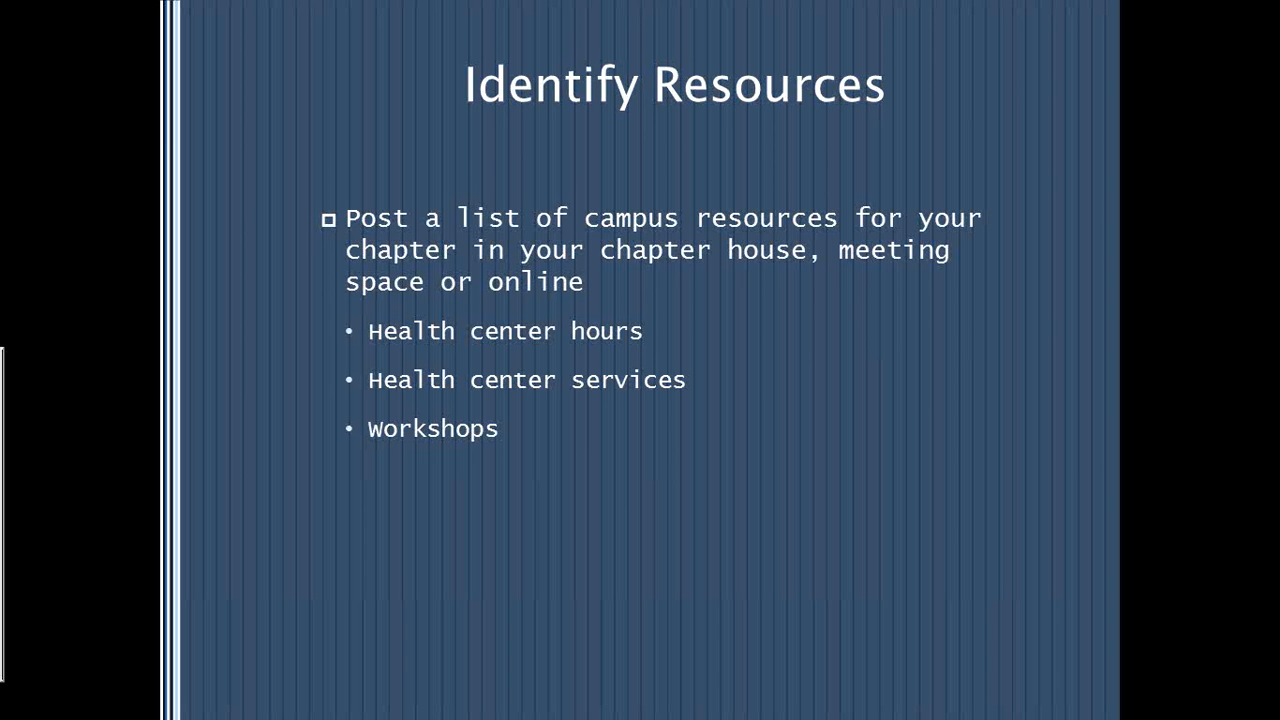 Identify Resources
Post a list of campus resources for your
chapter in your chapter house, meeting
space or online
• Health center hours
• Health center services
• Workshops